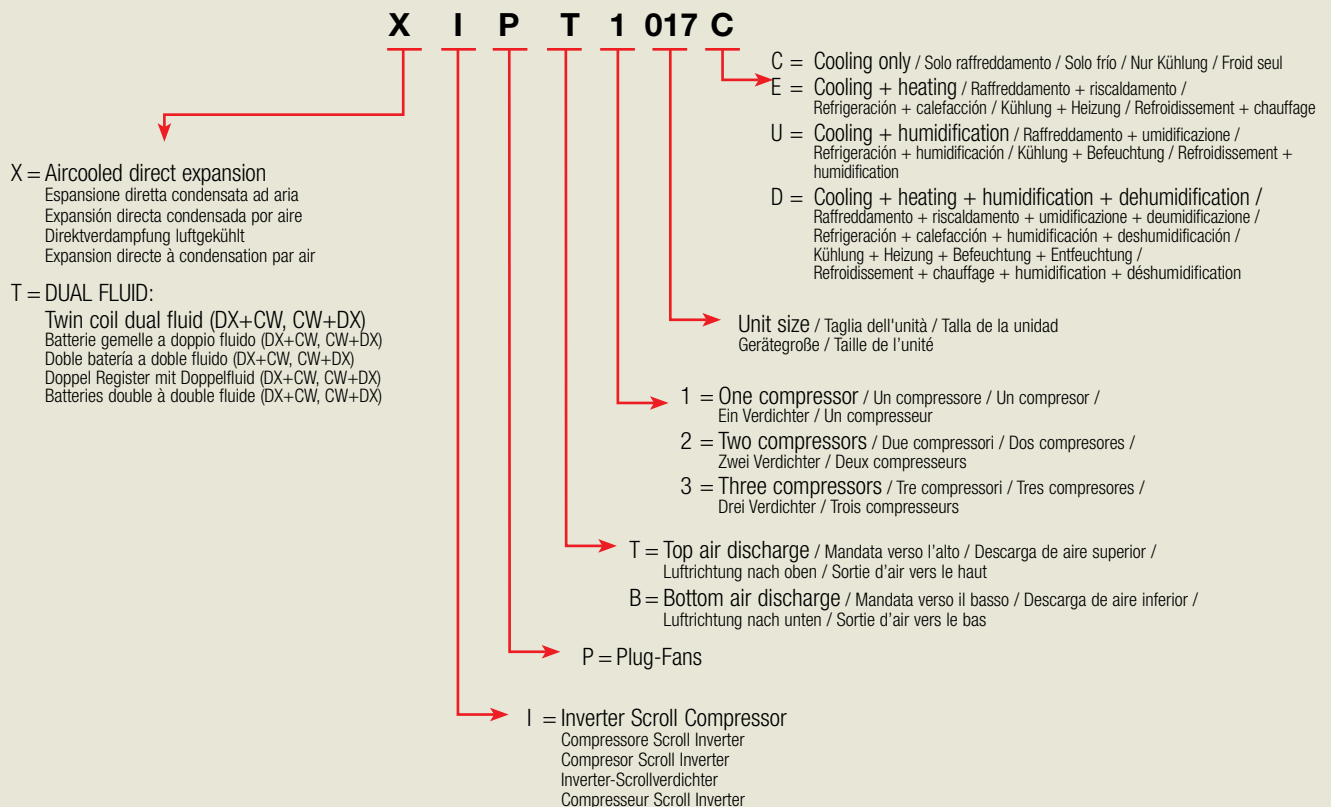 X I P T 1 017 C
C = Cooling only / Solo raffreddamento / Solo frío / Nur Kühlung / Froid seul
E = Cooling + heating / Raffreddamento + riscaldamento /
Refrigeración + calefacción / Kühlung + Heizung / Refroidissement + chauffage
U = Cooling + humidification / Raffreddamento + umidificazione /
Refrigeración + humidificación / Kühlung + Befeuchtung / Refroidissement +
humidification
D = Cooling + heating + humidification + dehumidification /
Raffreddamento + riscaldamento + umidificazione + deumidificazione /
Refrigeración + calefacción + humidificación + deshumidificación /
Kühlung + Heizung + Befeuchtung + Entfeuchtung /
Refroidissement + chauffage + humidification + déshumidification
X = Aircooled direct expansion
Espansione diretta condensata ad aria
Expansión directa condensada por aire
Direktverdampfung luftgekühlt
Expansion directe à condensation par air
T = DUAL FLUID:
Twin coil dual fluid (DX+CW, CW+DX)
Batterie gemelle a doppio fluido (DX+CW, CW+DX)
Doble batería a doble fluido (DX+CW, CW+DX)
Doppel Register mit Doppelfluid (DX+CW, CW+DX)
Batteries double à double fluide (DX+CW, CW+DX)
Unit size / Taglia dell'unità / Talla de la unidad
Gerätegroße / Taille de l'unité
1 = One compressor / Un compressore / Un compresor /
Ein Verdichter / Un compresseur
2 = Two compressors / Due compressori / Dos compresores /
Zwei Verdichter / Deux compresseurs
3 = Three compressors / Tre compressori / Tres compresores /
Drei Verdichter / Trois compresseurs
T = Top air discharge / Mandata verso l'alto / Descarga de aire superior /
Luftrichtung nach oben / Sortie d'air vers le haut
B = Bottom air discharge / Mandata verso il basso / Descarga de aire inferior /
Luftrichtung nach unten / Sortie d'air vers le bas
P = Plug-Fans
I = Inverter Scroll Compressor
Compressore Scroll Inverter
Compresor Scroll Inverter
Inverter-Scrollverdichter
Compresseur Scroll Inverter